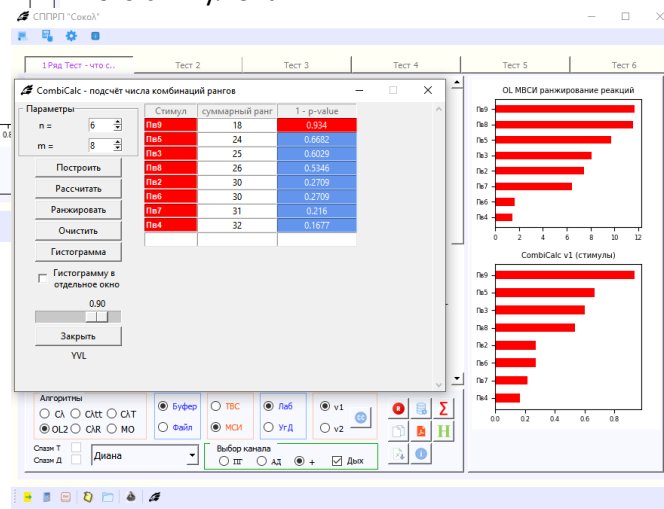 СППРП "Сокол"
1 Ряд Тест - что с..
Тест 2
Тест 3
Тест 4
Тест 5
Тест 6
CombiCalc - подсчёт числа комбинаций рангов
Параметры
n = 6
m = 8
Построить
Рассчитать
Ранжировать
Очистить
Гистограмма
Гистограмму в
отдельное окно
0.90
Закрыть
YVL
Стимул суммарный ранг 1 - p-value
Пв9 18 0.934
Пв5 24 0.6682
Пв3 25 0.6029
Пв8 26 0.5346
Пв2 30 0.2709
Пв6 30 0.2709
Пв7 31 0.216
Пв4 32 0.1677
OL МВСИ ранжирование реакций
Пв9
Пв8
Пв5
Пв3
Пв2
Пв7
Пв6
Пв4
0 2 4 6 8 10 12
CombiCalc v1 (стимулы)
Пв9
Пв5
Пв3
Пв8
Пв2
Пв6
Пв7
Пв4
0.0 0.2 0.4 0.6 0.8
Алгоритмы
Сλ Сλtt СλТ
OL2 СλR МО
Буфер
Файл
ТВС
МСИ
Лаб
УгД
v1
v2
Спазм Т
Спазм Д
Диана
Выбор канала
ПГ АД + Дых